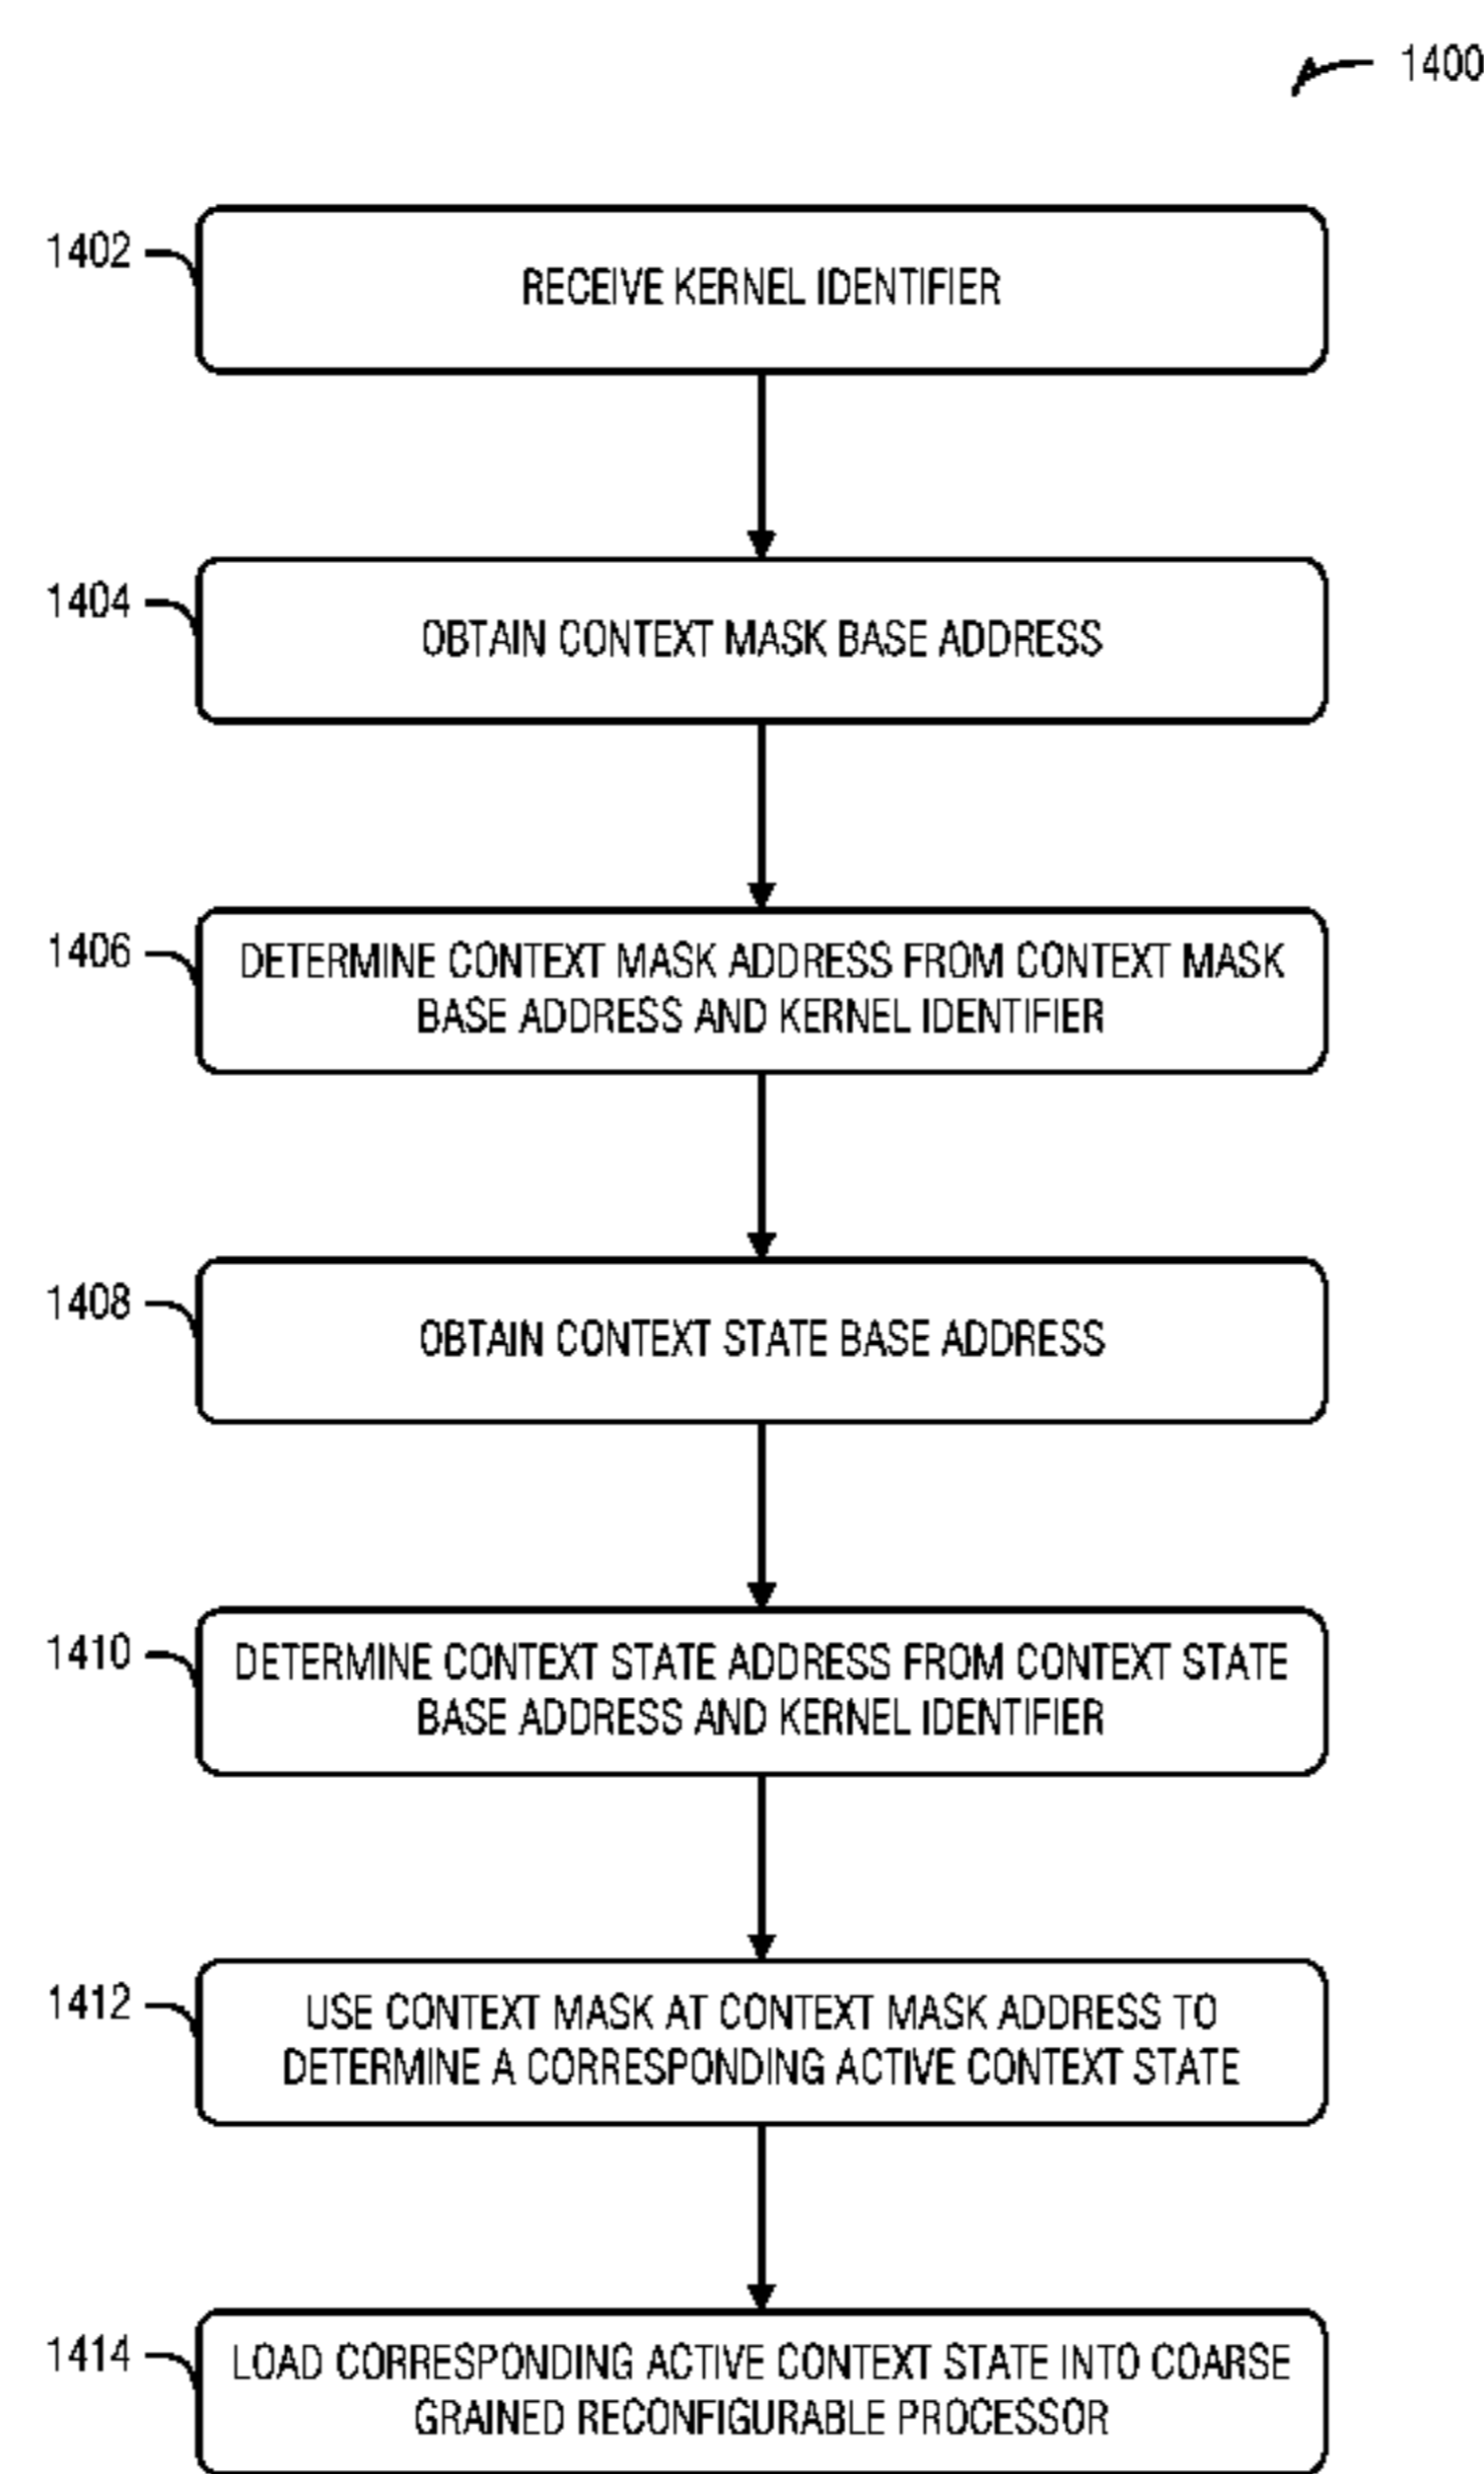 1400
1402
RECEIVE KERNEL IDENTIFIER
1404
OBTAIN CONTEXT MASK BASE ADDRESS
1406
DETERMINE CONTEXT MASK ADDRESS FROM CONTEXT MASK
BASE ADDRESS AND KERNEL IDENTIFIER
1408
OBTAIN CONTEXT STATE BASE ADDRESS
1410
DETERMINE CONTEXT STATE ADDRESS FROM CONTEXT STATE
BASE ADDRESS AND KERNEL IDENTIFIER
1412
USE CONTEXT MASK AT CONTEXT MASK ADDRESS TO
DETERMINE A CORRESPONDING ACTIVE CONTEXT STATE
1414
LOAD CORRESPONDING ACTIVE CONTEXT STATE INTO COARSE
GRAINED RECONFIGURABLE PROCESSOR